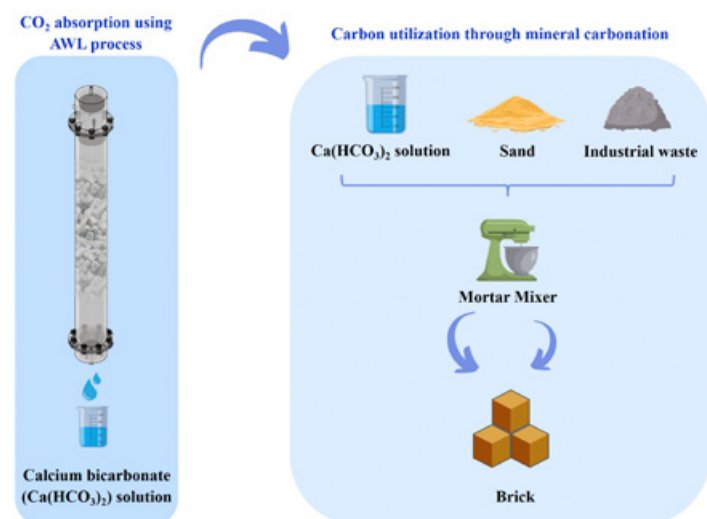 CO₂ absorption using
AWL process
Calcium bicarbonate
(Ca(HCO₃)₂) solution
Carbon utilization through mineral carbonation
Ca(HCO₃)₂ solution
Sand
Industrial waste
Mortar Mixer
Brick